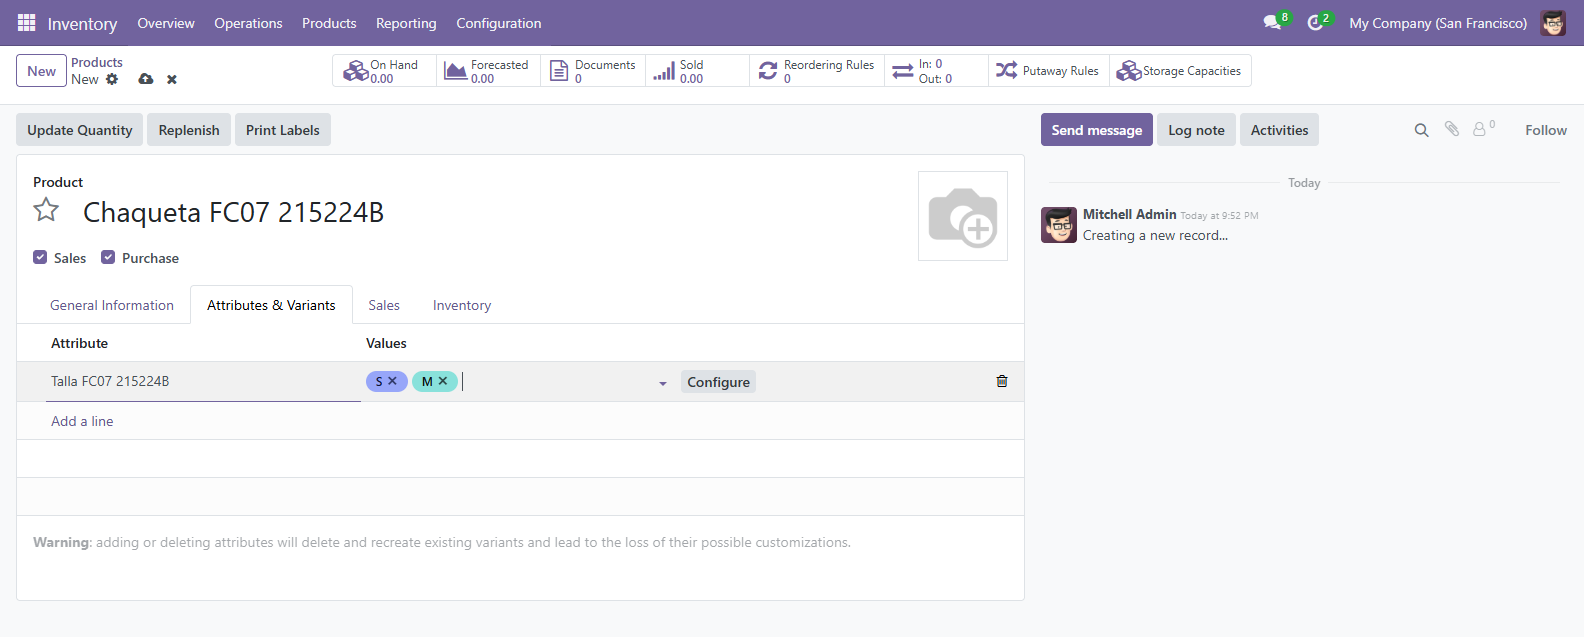 Inventory Overview Operations Products Reporting Configuration 8 2 My Company (San Francisco)
New Products
New
On Hand 0.00
Forecasted 0.00
Documents 0
Sold 0.00
Reordering Rules 0
In: 0
Out: 0
Putaway Rules
Storage Capacities
Update Quantity Replenish Print Labels
Send message Log note Activities 0 Follow
Product
Chaqueta FC07 215224B
Sales Purchase
General Information Attributes & Variants Sales Inventory
Attribute Values
Talla FC07 215224B S M Configure
Add a line
Warning: adding or deleting attributes will delete and recreate existing variants and lead to the loss of their possible customizations.
Today
Mitchell Admin Today at 9:52 PM
Creating a new record...